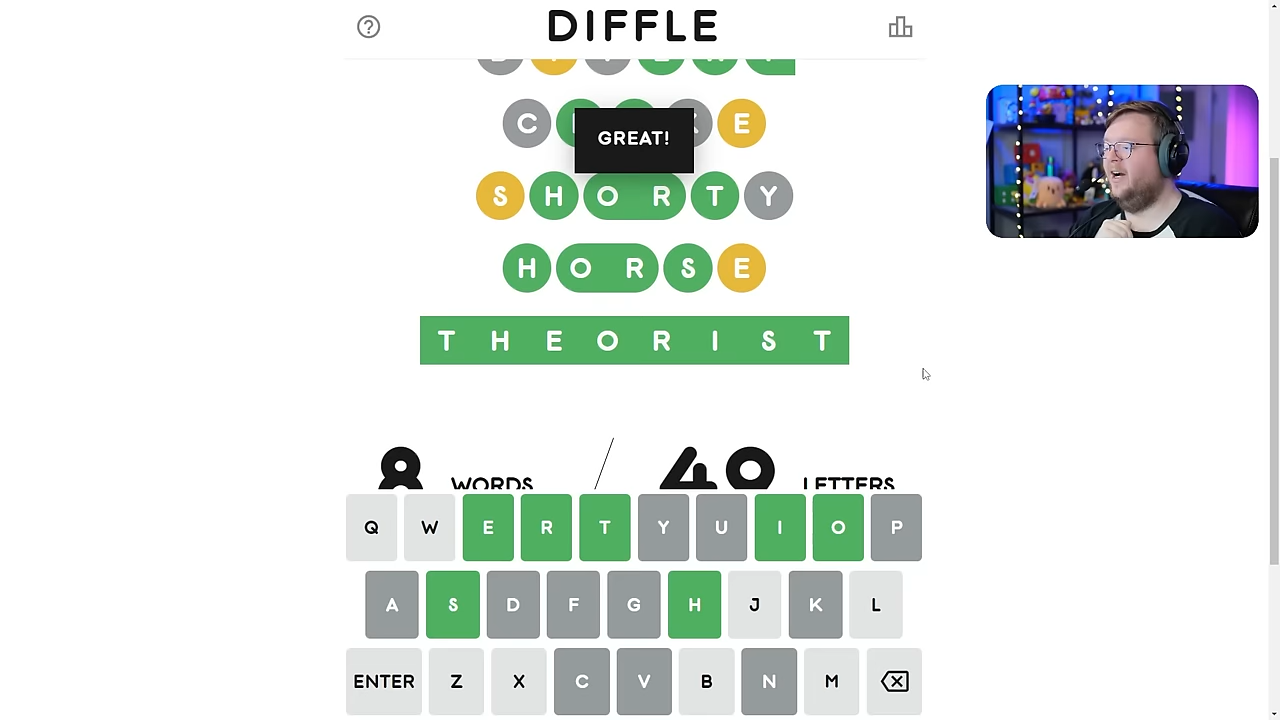 DIFFLE
C E
GREAT!
S H O R T Y
H O R S E
T H E O R I S T
8 WORDS / 49 LETTERS
Q W E R T Y U I O P
A S D F G H J K L
ENTER Z X C V B N M